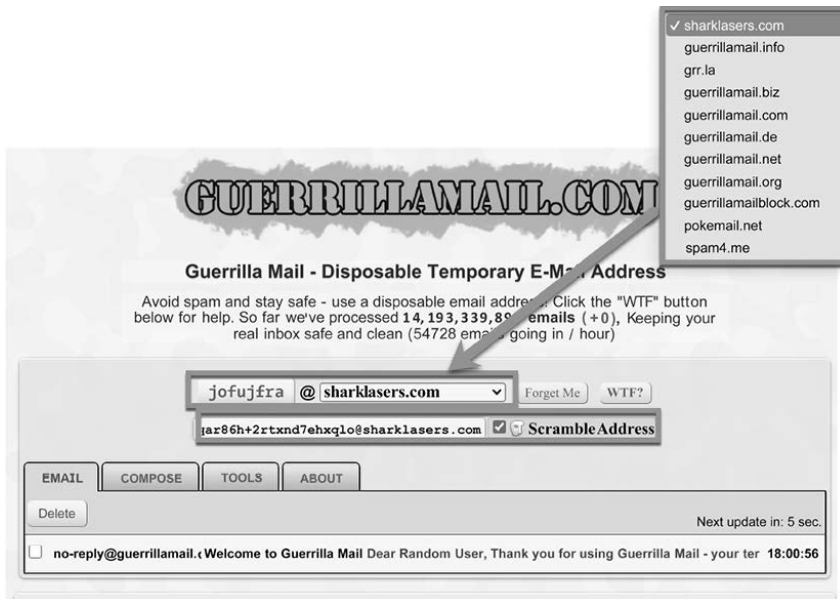 ✓ sharklasers.com
guerrillamail.info
grr.la
guerrillamail.biz
guerrillamail.com
guerrillamail.de
guerrillamail.net
guerrillamail.org
guerrillamailblock.com
pokemail.net
spam4.me
GUERRILLAMAIL.COM
Guerrilla Mail - Disposable Temporary E-Mail Address
Avoid spam and stay safe - use a disposable email address! Click the "WTF" button
below for help. So far we've processed emails (+0), Keeping your
real inbox safe and clean (54728 emails going in / hour)
jofujfra @ sharklasers.com Forget Me WTF?
gar86h+2rtxnd7ehxqlo@sharklasers.com Scramble Address
EMAIL COMPOSE TOOLS ABOUT
Delete
Next update in: 5 sec.
no-reply@guerrillamail.c Welcome to Guerrilla Mail Dear Random User, Thank you for using Guerrilla Mail - your ter 18:00:56